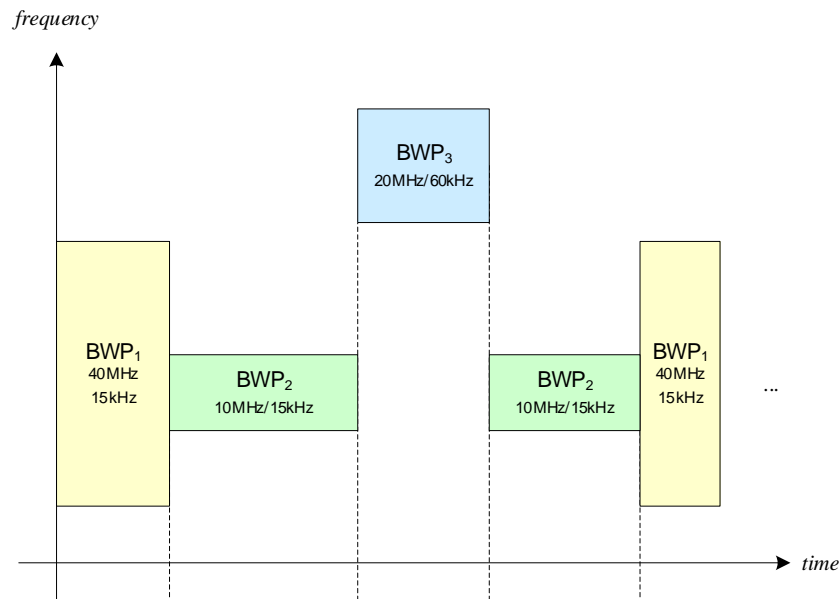 frequency
BWP₃
20MHz/60kHz
BWP₁
40MHz
15kHz
BWP₂
10MHz/15kHz
BWP₂
10MHz/15kHz
BWP₁
40MHz
15kHz
...
time